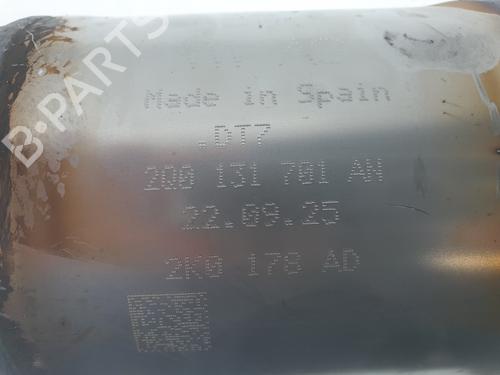 Made in Spain
.DT7
2Q0 131 701 AN
22.09.25
2K0 178 AD
B-PARTS